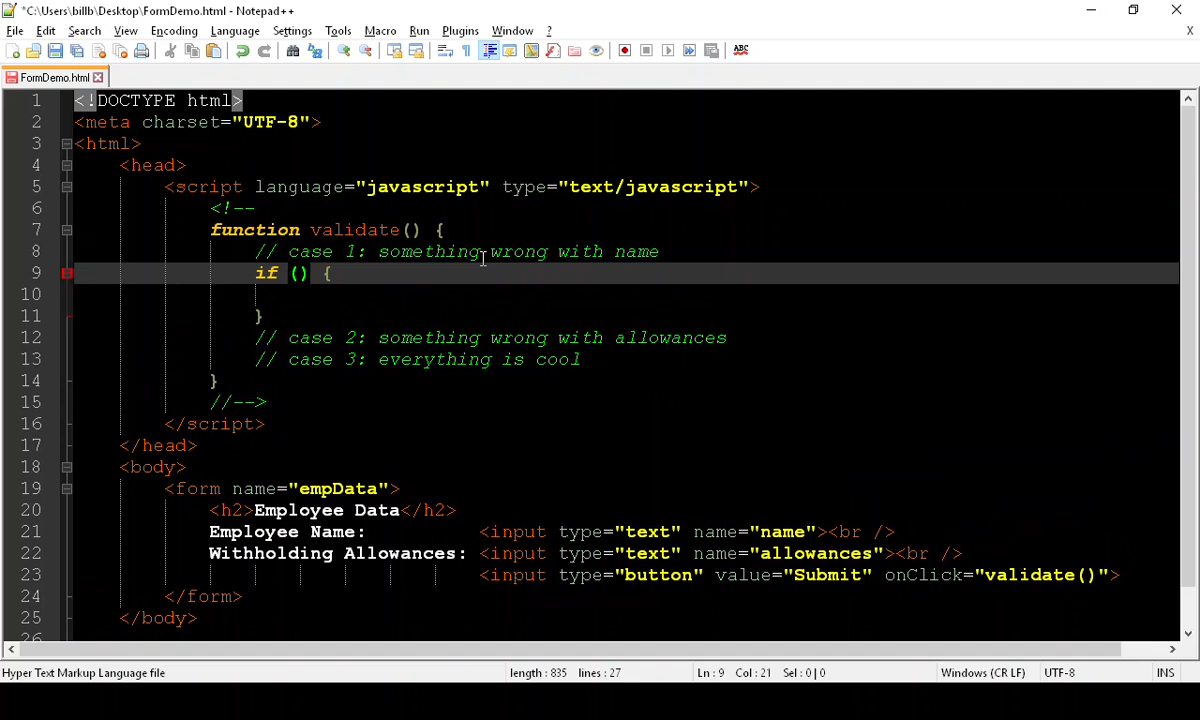 *C:\Users\billb\Desktop\FormDemo.html - Notepad++
File Edit Search View Encoding Language Settings Tools Macro Run Plugins Window ? X
ABC
FormDemo.html
1 <!DOCTYPE html>
2 <meta charset="UTF-8">
3 <html>
4 <head>
5 <script language="javascript" type="text/javascript">
6 <!--
7 function validate() {
8 // case 1: something wrong with name
9 if () {
10
11 }
12 // case 2: something wrong with allowances
13 // case 3: everything is cool
14 }
15 //-->
16 </script>
17 </head>
18 <body>
19 <form name="empData">
20 <h2>Employee Data</h2>
21 Employee Name: <input type="text" name="name"><br />
22 Withholding Allowances: <input type="text" name="allowances"><br />
23 <input type="button" value="Submit" onClick="validate()">
24 </form>
25 </body>
26
Hyper Text Markup Language file length : 835 lines : 27 Ln : 9 Col : 21 Sel : 0 | 0 Windows (CR LF) UTF-8 INS